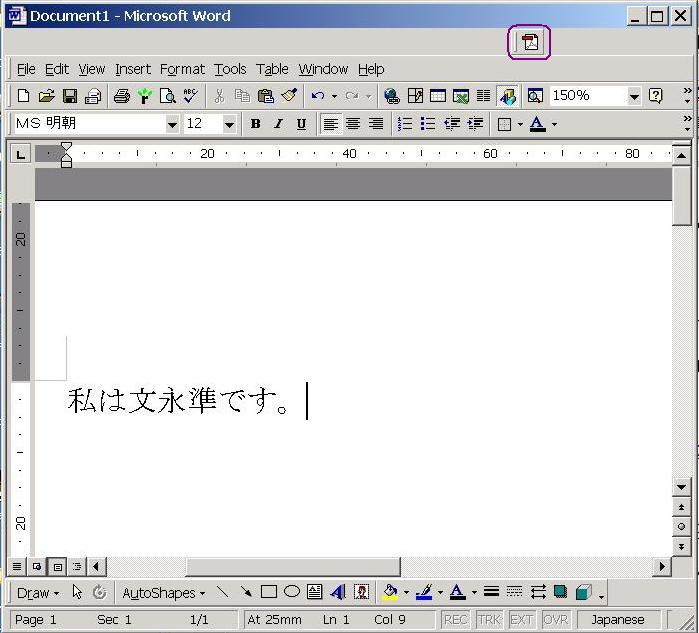 Document1 - Microsoft Word
File Edit View Insert Format Tools Table Window Help
ABC 150% ?
MS 明朝 12 B I U A
L 20 40 60 80
20
私は文永準です。
20
Draw AutoShapes A A
Page 1 Sec 1 1/1 At 25mm Ln 1 Col 9 REC TRK EXT OVR Japanese